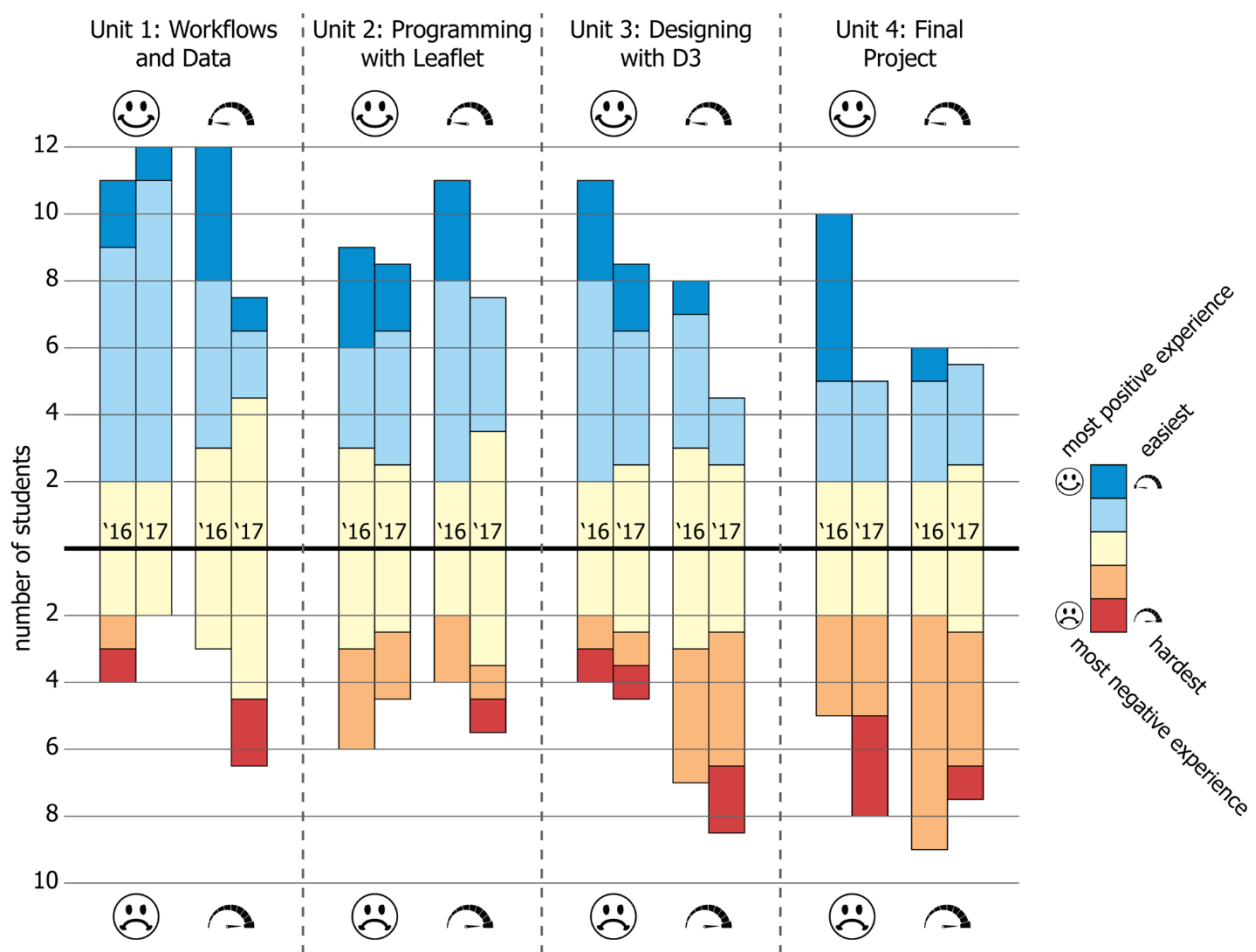 Unit 1: Workflows
and Data
Unit 2: Programming
with Leaflet
Unit 3: Designing
with D3
Unit 4: Final
Project
12
10
8
6
4
2
2
4
6
8
10
number of students
‘16 ‘17 ‘16 ‘17 ‘16 ‘17 ‘16 ‘17 ‘16 ‘17 ‘16 ‘17 ‘16 ‘17 ‘16 ‘17
most positive experience
easiest
most negative experience
hardest